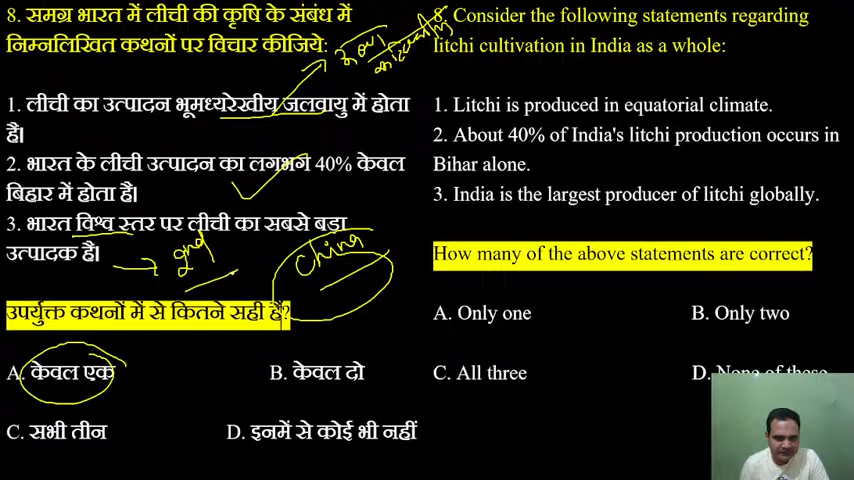 8. समग्र भारत में लीची की कृषि के संबंध में
निम्नलिखित कथनों पर विचार कीजिये:
1. लीची का उत्पादन भूमध्यरेखीय जलवायु में होता
है।
2. भारत के लीची उत्पादन का लगभग 40% केवल
बिहार में होता है।
3. भारत विश्व स्तर पर लीची का सबसे बड़ा
उत्पादक है।
2nd
China
उपर्युक्त कथनों में से कितने सही हैं?
A. केवल एक
B. केवल दो
C. सभी तीन
D. इनमें से कोई भी नहीं
8. Consider the following statements regarding
litchi cultivation in India as a whole:
1. Litchi is produced in equatorial climate.
2. About 40% of India's litchi production occurs in
Bihar alone.
3. India is the largest producer of litchi globally.
How many of the above statements are correct?
A. Only one
B. Only two
C. All three
D. None of these